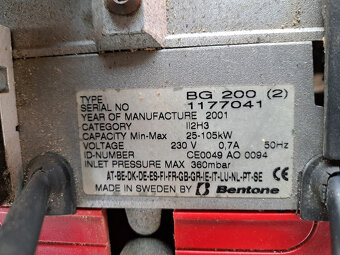 TYPE BG 200 (2)
SERIAL NO 1177041
YEAR OF MANUFACTURE 2001
CATEGORY II2H3
CAPACITY Min-Max 25-105kW
VOLTAGE 230 V 0,7A 50Hz
ID NUMBER CE0049 AO 0094
INLET PRESSURE MAX 360mbar
AT-BE-DK-DE-ES-FI-FR-GB-GR-IE-IT-LU-NL-PT-SE
MADE IN SWEDEN BY Bentone